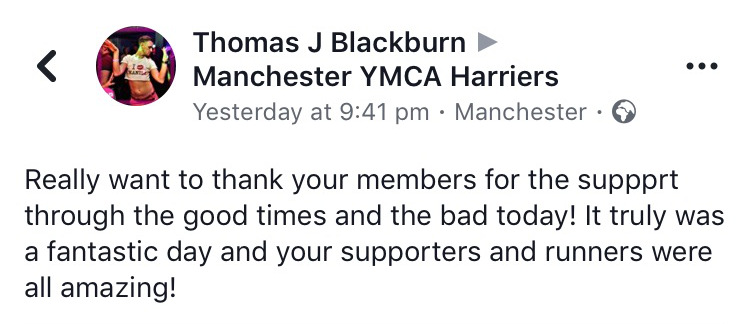 Thomas J Blackburn ▶
Manchester YMCA Harriers
Yesterday at 9:41 pm · Manchester ·
Really want to thank your members for the suppprt
through the good times and the bad today! It truly was
a fantastic day and your supporters and runners were
all amazing!